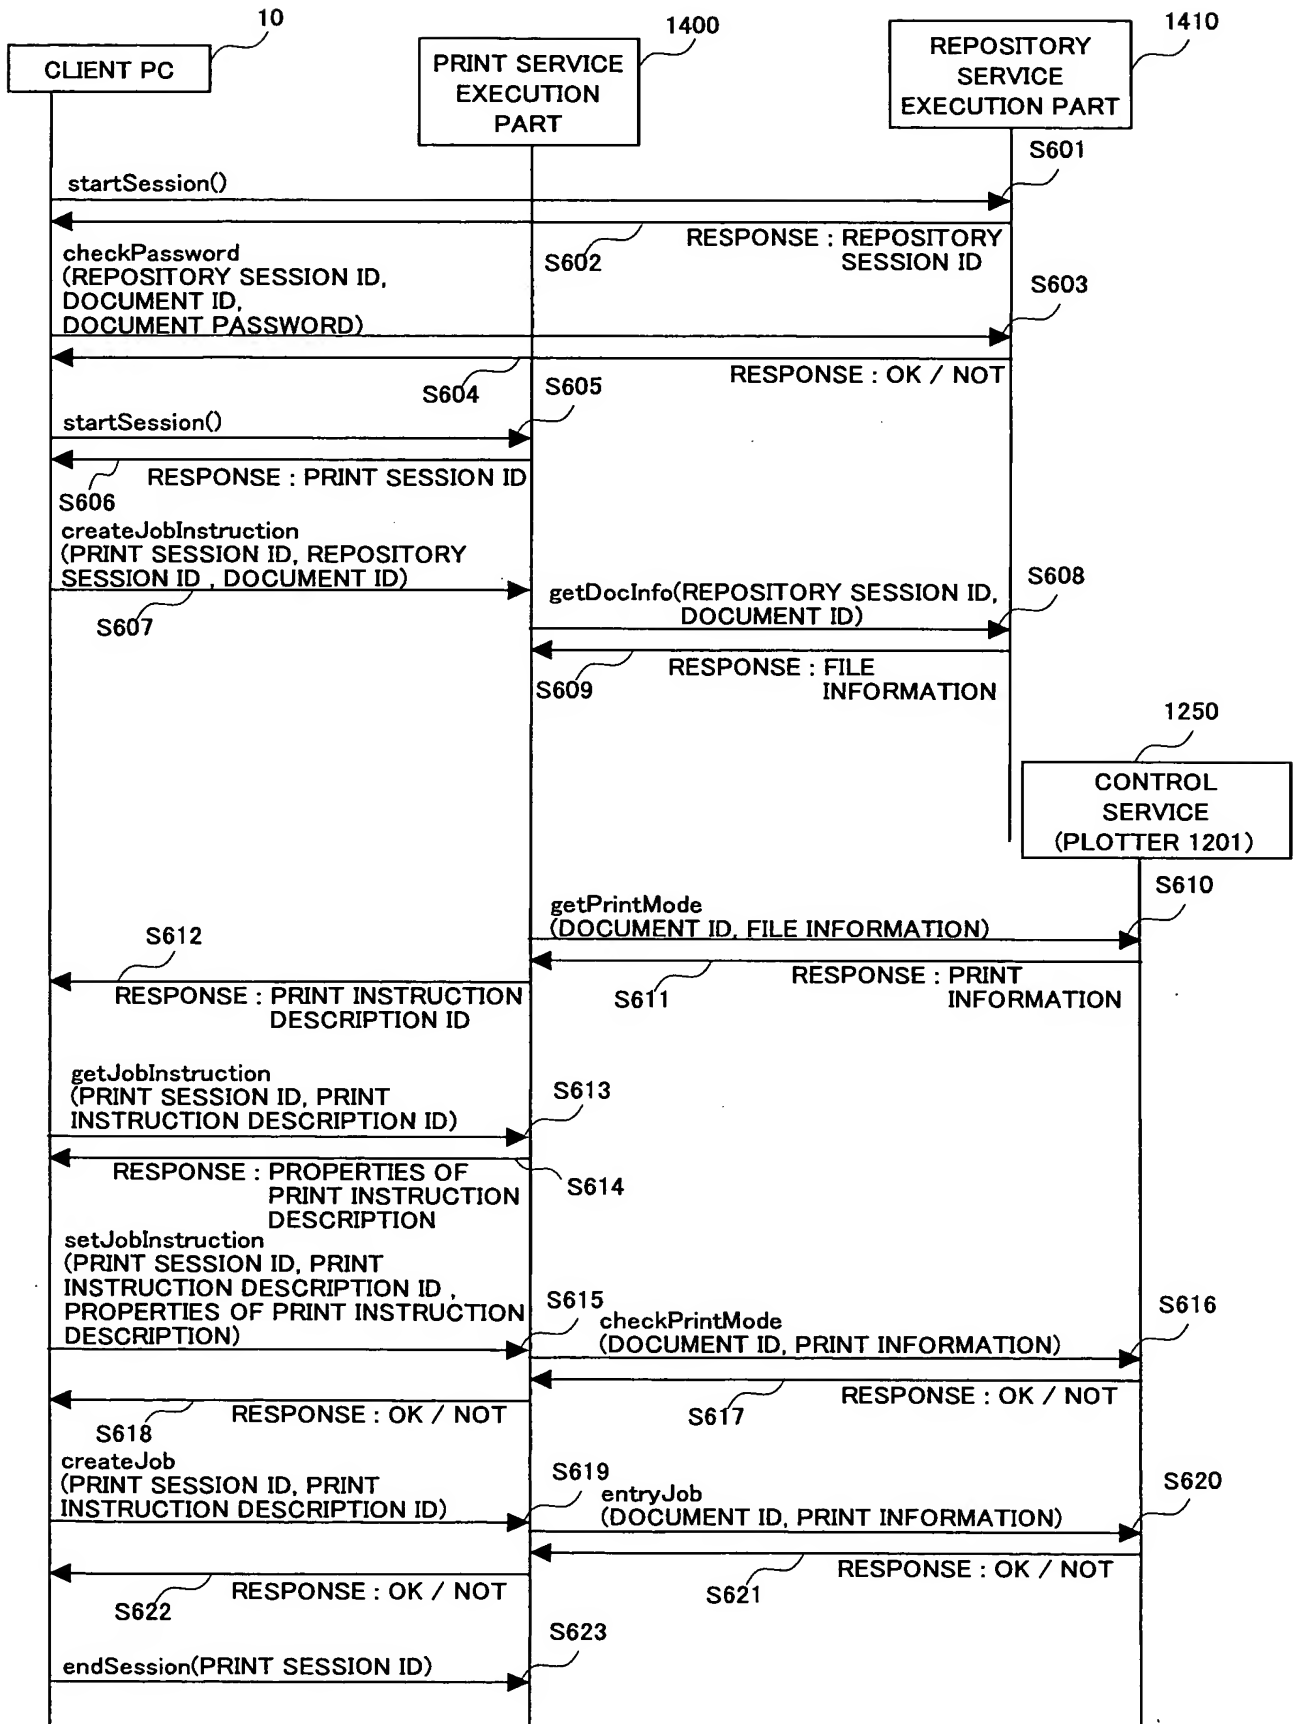 10
1400
1410
CLIENT PC
PRINT SERVICE
EXECUTION
PART
REPOSITORY
SERVICE
EXECUTION PART
S601
startSession()
RESPONSE : REPOSITORY
SESSION ID
S602
checkPassword
(REPOSITORY SESSION ID,
DOCUMENT ID,
DOCUMENT PASSWORD)
S603
RESPONSE : OK / NOT
S604
S605
startSession()
RESPONSE : PRINT SESSION ID
S606
createJobInstruction
(PRINT SESSION ID, REPOSITORY
SESSION ID , DOCUMENT ID)
S607
S608
getDocInfo(REPOSITORY SESSION ID,
DOCUMENT ID)
RESPONSE : FILE
INFORMATION
S609
1250
CONTROL
SERVICE
(PLOTTER 1201)
S610
getPrintMode
(DOCUMENT ID, FILE INFORMATION)
S612
RESPONSE : PRINT
INFORMATION
S611
RESPONSE : PRINT INSTRUCTION
DESCRIPTION ID
getJobInstruction
(PRINT SESSION ID, PRINT
INSTRUCTION DESCRIPTION ID)
S613
RESPONSE : PROPERTIES OF
PRINT INSTRUCTION
DESCRIPTION
S614
setJobInstruction
(PRINT SESSION ID, PRINT
INSTRUCTION DESCRIPTION ID ,
PROPERTIES OF PRINT INSTRUCTION
DESCRIPTION)
S615
checkPrintMode
(DOCUMENT ID, PRINT INFORMATION)
S616
RESPONSE : OK / NOT
S617
RESPONSE : OK / NOT
S618
createJob
(PRINT SESSION ID, PRINT
INSTRUCTION DESCRIPTION ID)
S619
entryJob
(DOCUMENT ID, PRINT INFORMATION)
S620
RESPONSE : OK / NOT
S621
RESPONSE : OK / NOT
S622
S623
endSession(PRINT SESSION ID)